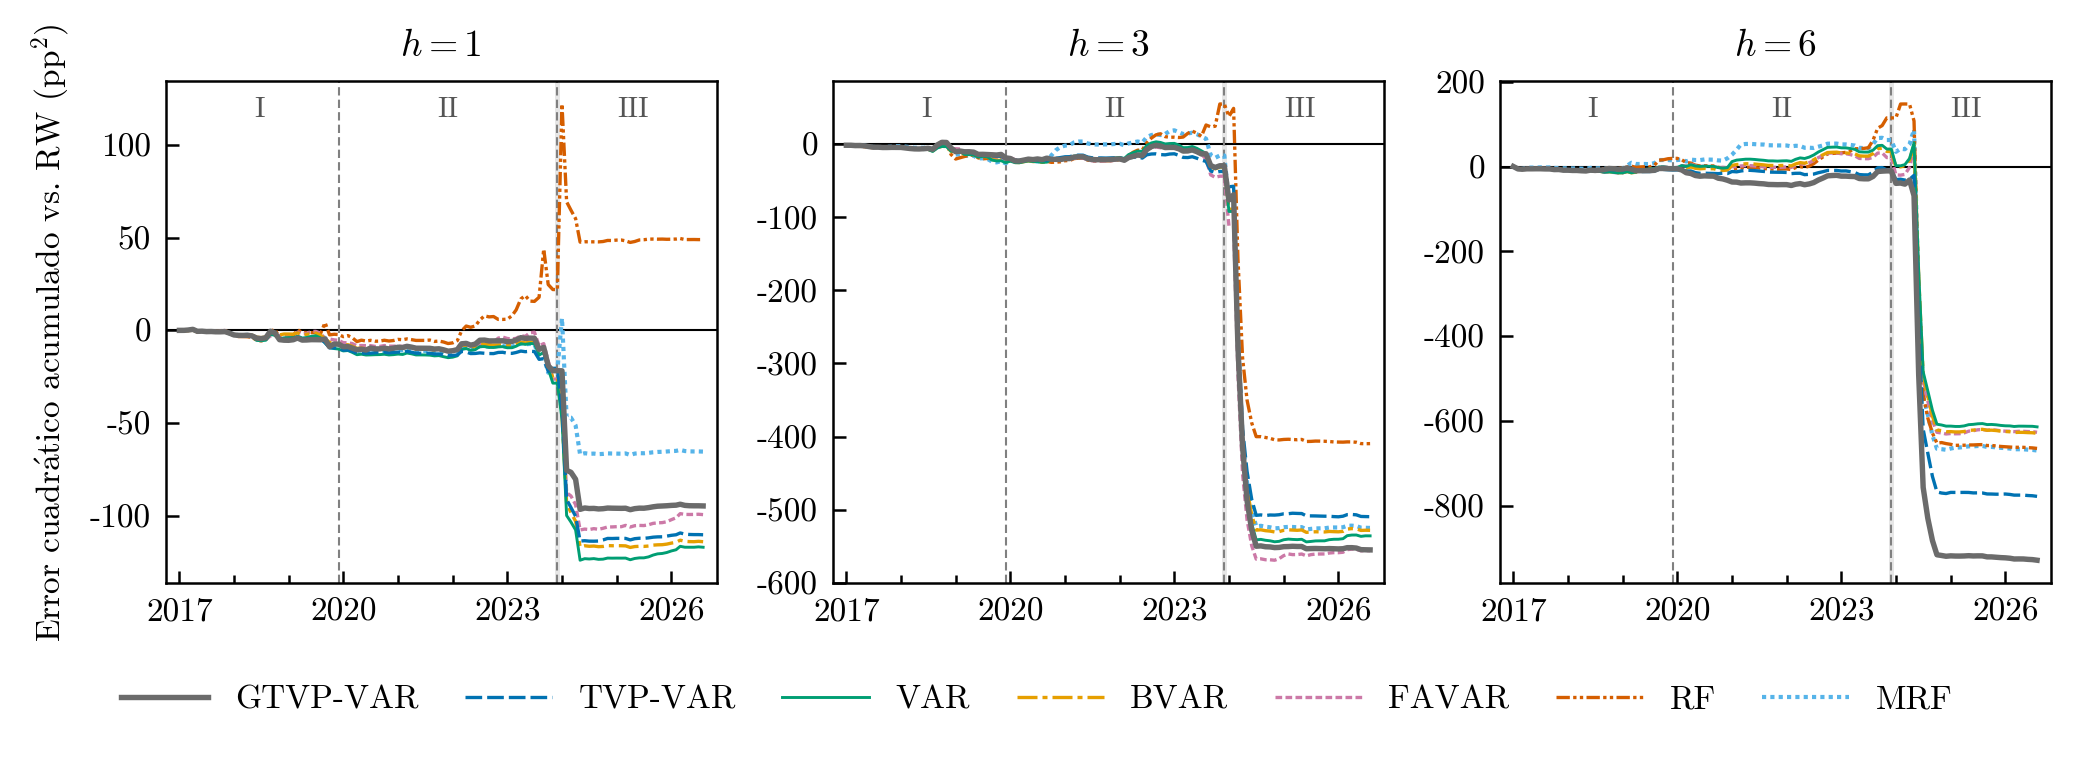 Error cuadrático acumulado vs. RW (pp²)
h = 1
I II III
100
50
0
-50
-100
2017 2020 2023 2026
h = 3
I II III
0
-100
-200
-300
-400
-500
-600
2017 2020 2023 2026
h = 6
I II III
200
0
-200
-400
-600
-800
2017 2020 2023 2026
GTVP-VAR TVP-VAR VAR BVAR FAVAR RF MRF